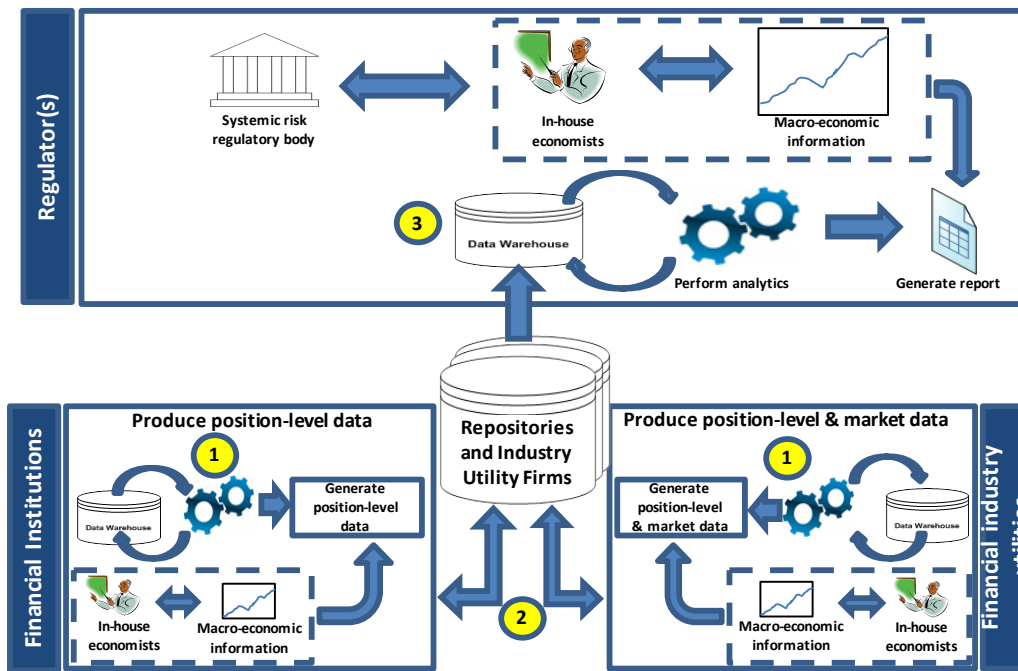 Regulator(s)
Systemic risk
regulatory body
In-house
economists
Macro-economic
information
3
Data Warehouse
Perform analytics
Generate report
Repositories
and Industry
Utility Firms
Financial Institutions
Produce position-level data
1
Data Warehouse
Generate
position-level
data
In-house
economists
Macro-economic
information
2
Produce position-level & market data
1
Generate
position-level
& market data
Data Warehouse
Macro-economic
information
In-house
economists
Financial industry